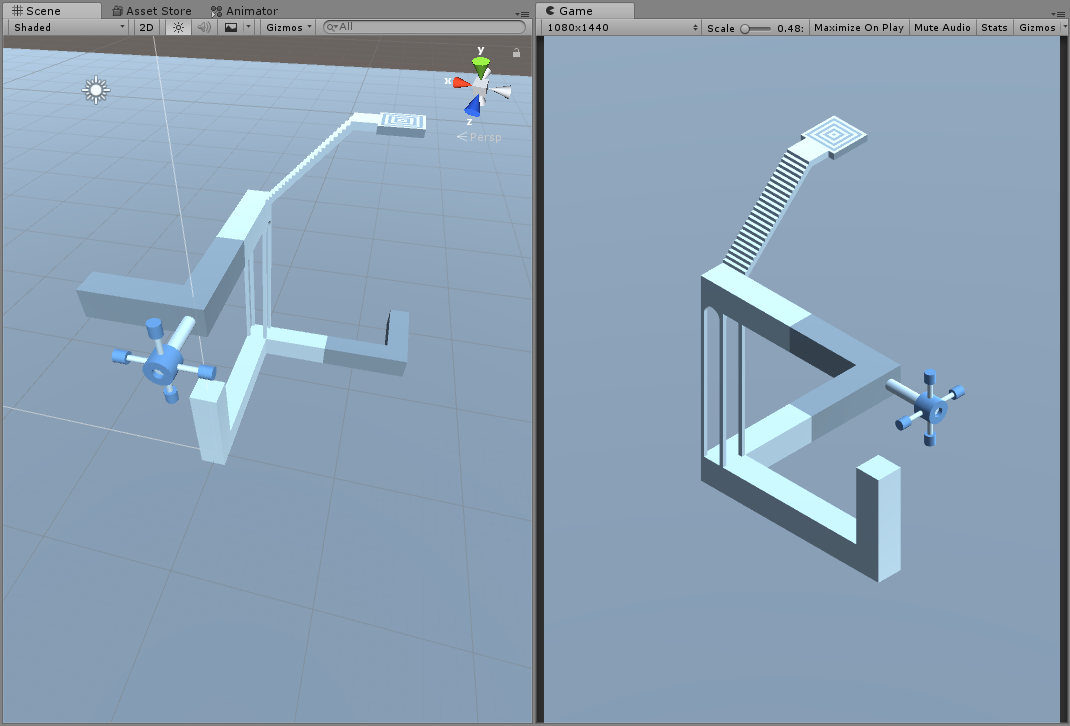 Scene
Asset Store
Animator
Shaded
2D
Gizmos
All
y
x
z
Persp
Game
1080x1440
Scale
0.48:
Maximize On Play
Mute Audio
Stats
Gizmos